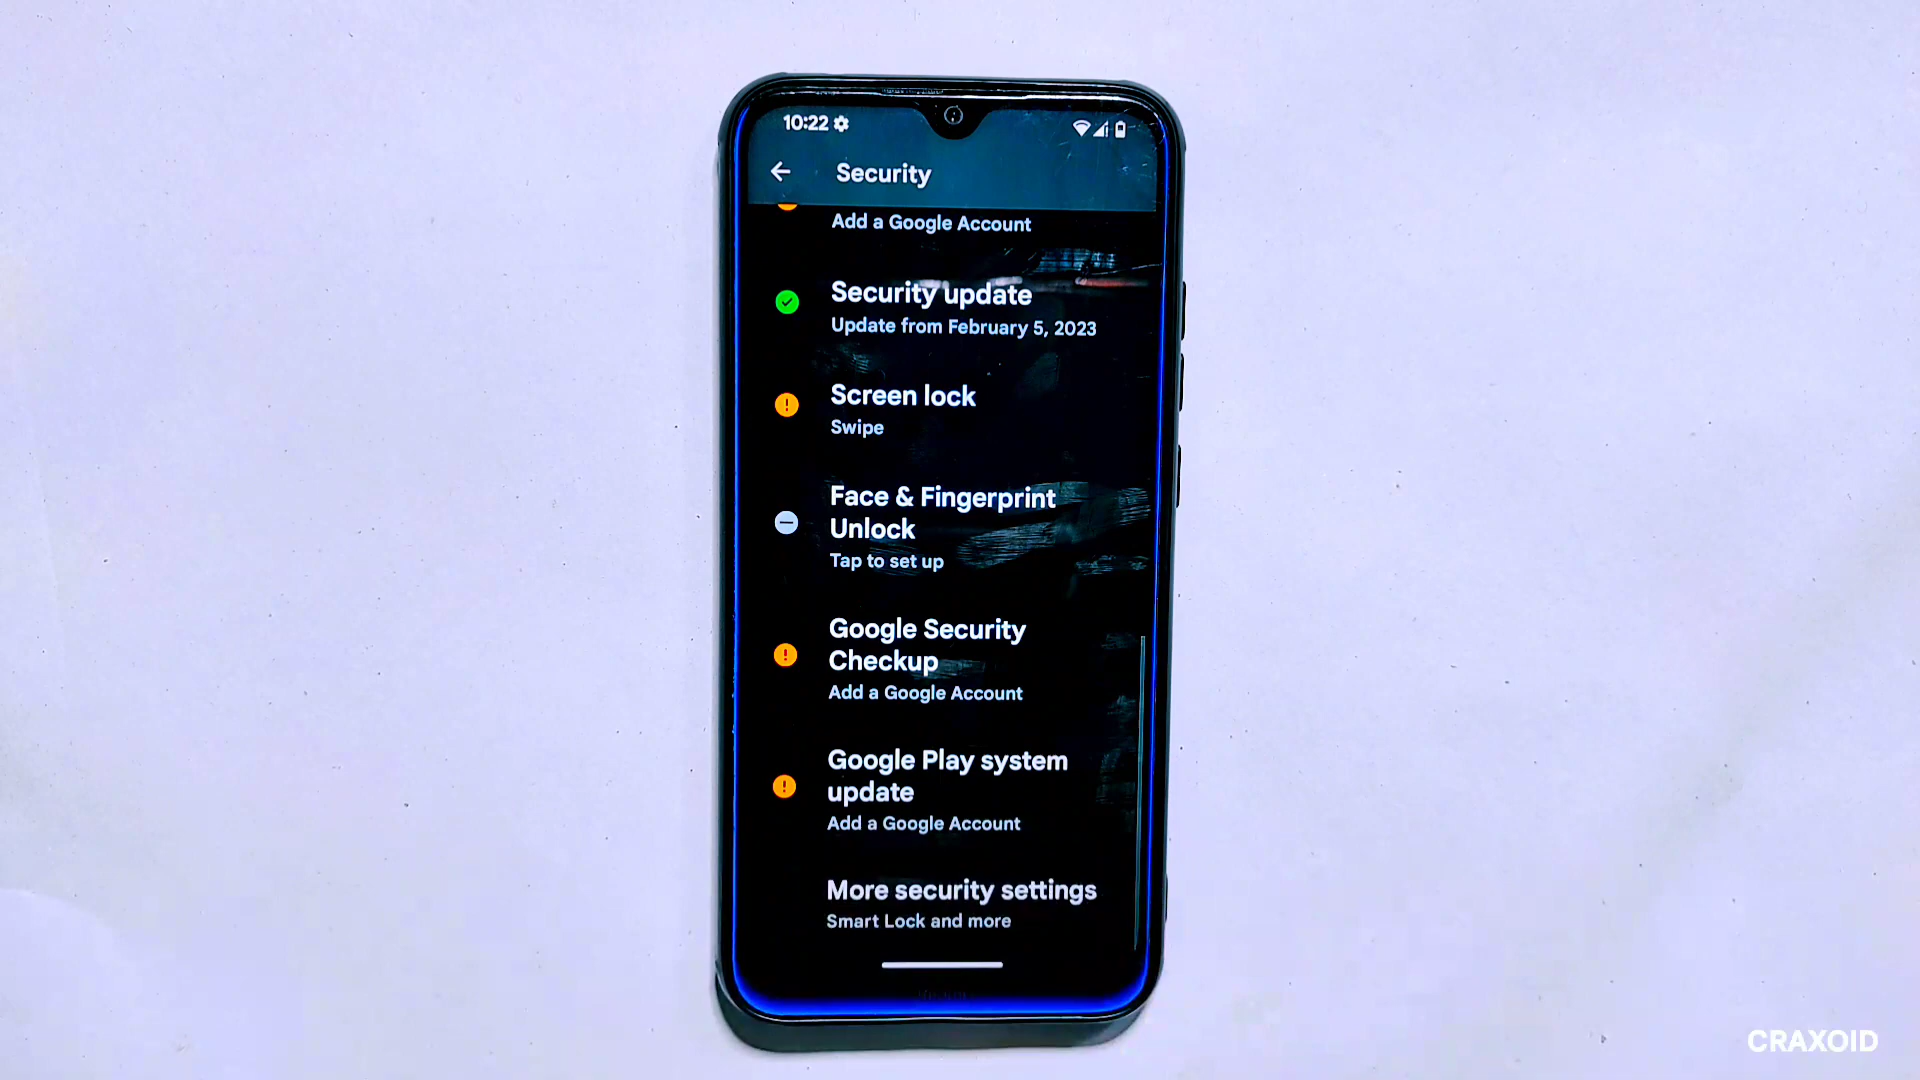 10:22
Security
Add a Google Account
Security update
Update from February 5, 2023
Screen lock
Swipe
Face & Fingerprint
Unlock
Tap to set up
Google Security
Checkup
Add a Google Account
Google Play system
update
Add a Google Account
More security settings
Smart Lock and more
CRAXOID